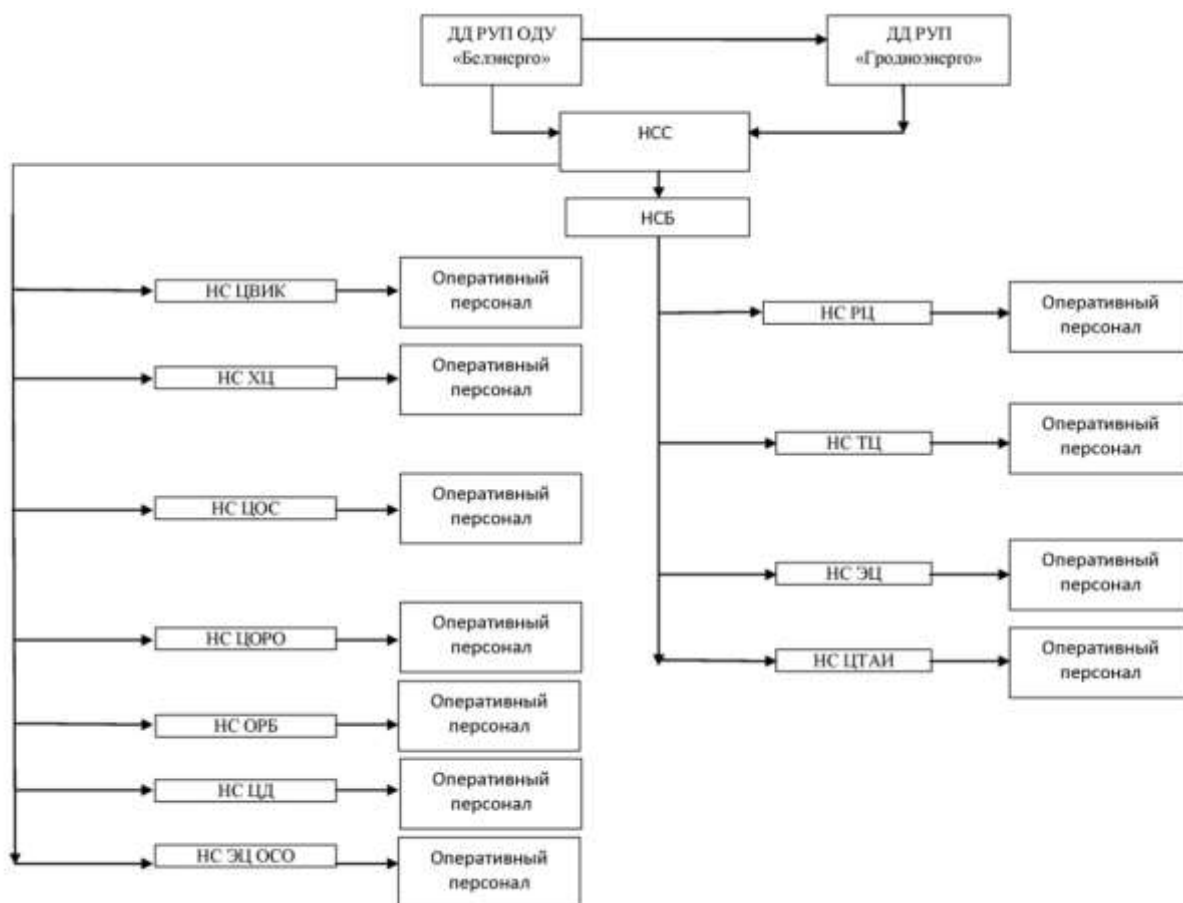 ДД РУП ОДУ
«Белэнерго»
ДД РУП
«Гродноэнерго»
НСС
НСБ
НС ЦВИК
Оперативный
персонал
НС ХЦ
Оперативный
персонал
НС ЦОС
Оперативный
персонал
НС ЦОРО
Оперативный
персонал
НС ОРБ
Оперативный
персонал
НС ЦД
Оперативный
персонал
НС ЭЦ ОСО
Оперативный
персонал
НС РЦ
Оперативный
персонал
НС ТЦ
Оперативный
персонал
НС ЭЦ
Оперативный
персонал
НС ЦТАИ
Оперативный
персонал